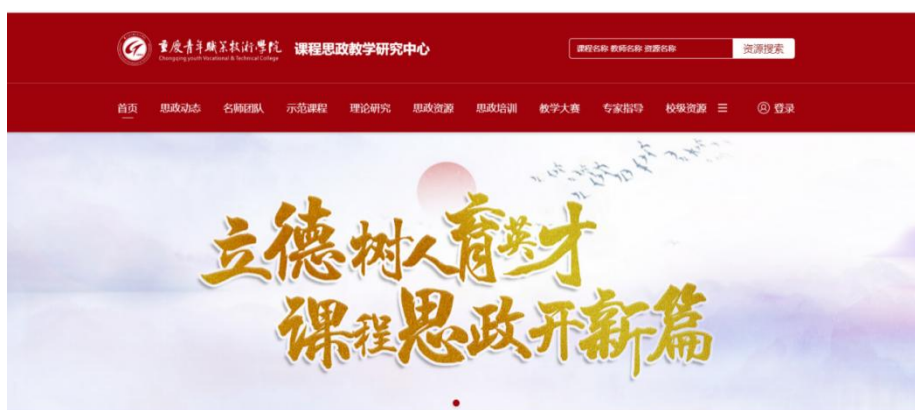 重庆青年职业技术学院 课程思政教学研究中心
Chongqing youth Vocational & Technical College
课程名称 教师名称 资源名称 资源搜索
首页 思政动态 名师团队 示范课程 理论研究 思政资源 思政培训 教学大赛 专家指导 校级资源 登录
立德树人育英才
课程思政开新篇